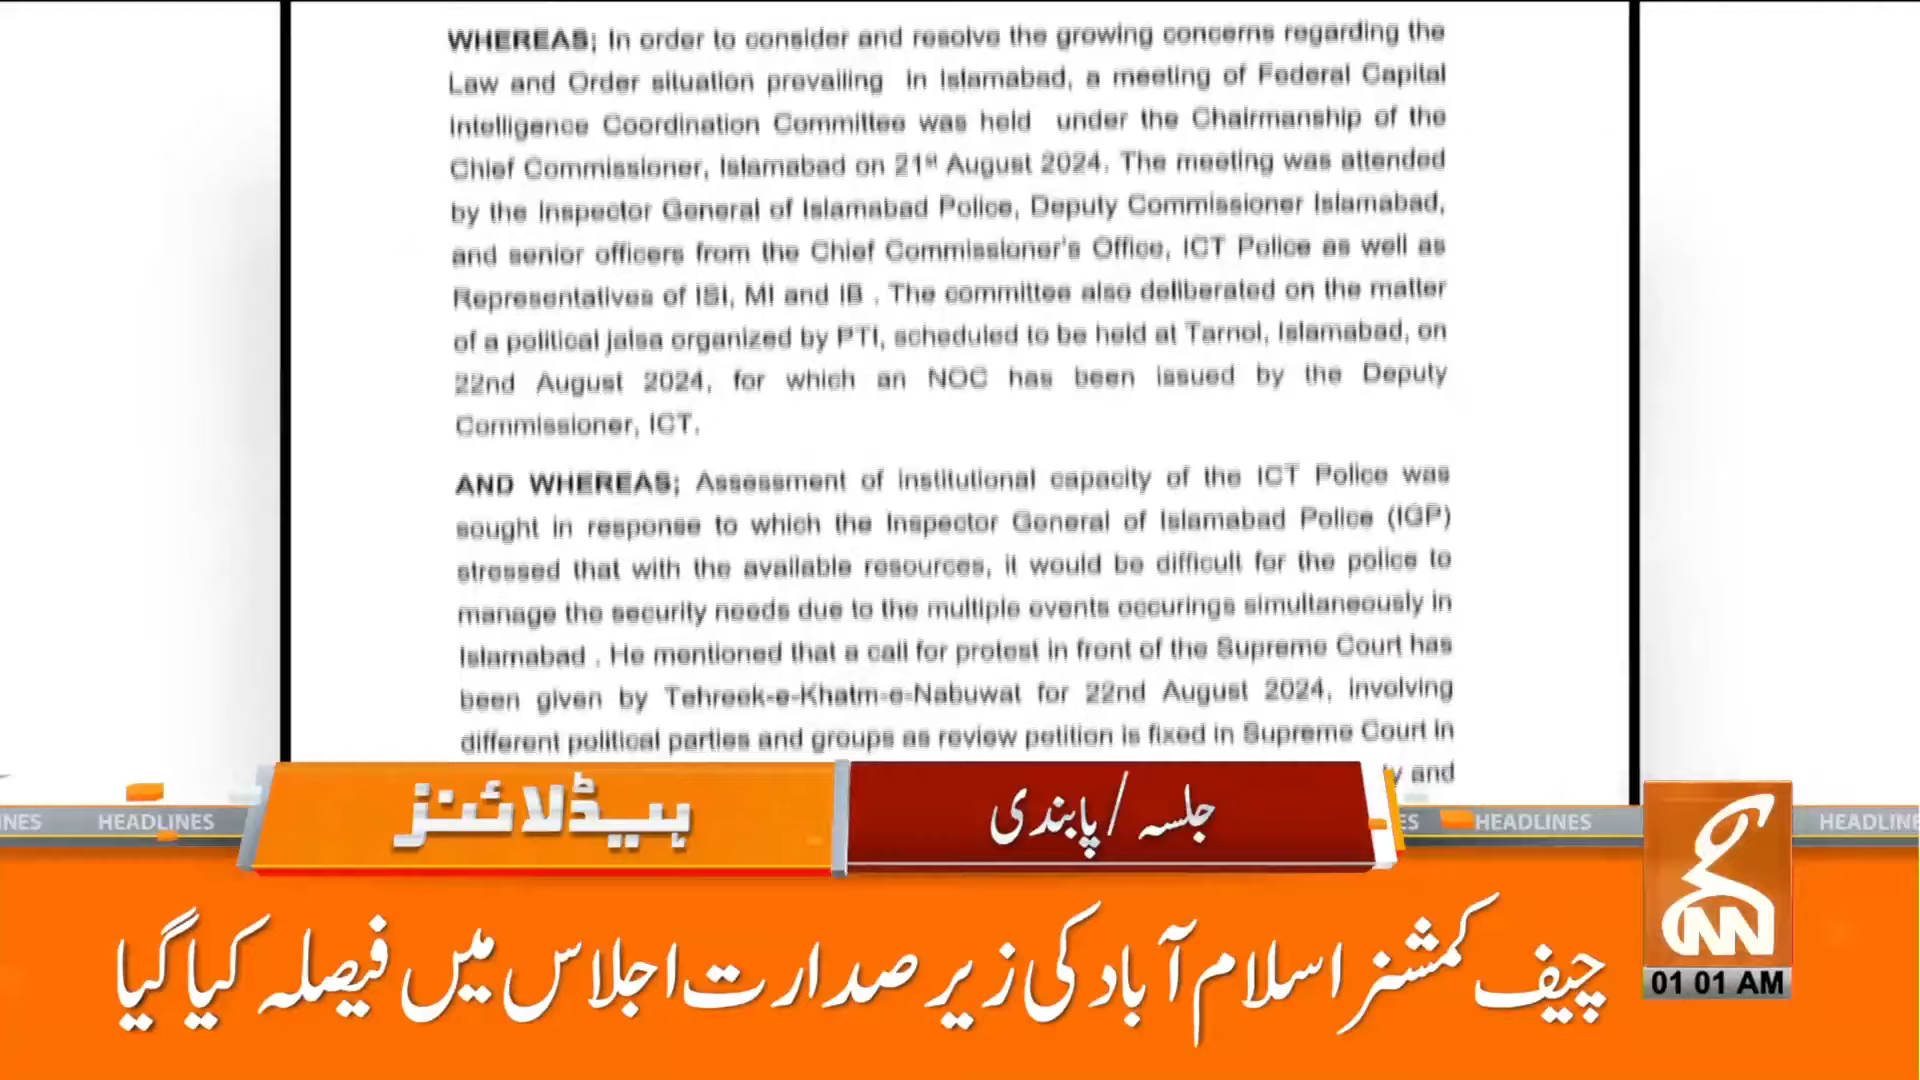 WHEREAS; In order to consider and resolve the growing concerns regarding the
Law and Order situation prevailing in Islamabad, a meeting of Federal Capital
Intelligence Coordination Committee was held under the Chairmanship of the
Chief Commissioner, Islamabad on 21st August 2024. The meeting was attended
by the Inspector General of Islamabad Police, Deputy Commissioner Islamabad,
and senior officers from the Chief Commissioner's Office, ICT Police as well as
Representatives of ISI, MI and IB . The committee also deliberated on the matter
of a political jalsa organized by PTI, scheduled to be held at Tarnol, Islamabad, on
22nd August 2024, for which an NOC has been issued by the Deputy
Commissioner, ICT.
AND WHEREAS; Assessment of institutional capacity of the ICT Police was
sought in response to which the Inspector General of Islamabad Police (IGP)
stressed that with the available resources, it would be difficult for the police to
manage the security needs due to the multiple events occurings simultaneously in
Islamabad . He mentioned that a call for protest in front of the Supreme Court has
been given by Tehreek-e-Khatm-e-Nabuwat for 22nd August 2024, involving
different political parties and groups as review petition is fixed in Supreme Court in
and
HEADLINES
ہیڈلائنز
جلسہ / پابندی
HEADLINES
چیف کمشنر اسلام آباد کی زیر صدارت اجلاس میں فیصلہ کیا گیا
GNN
01 01 AM